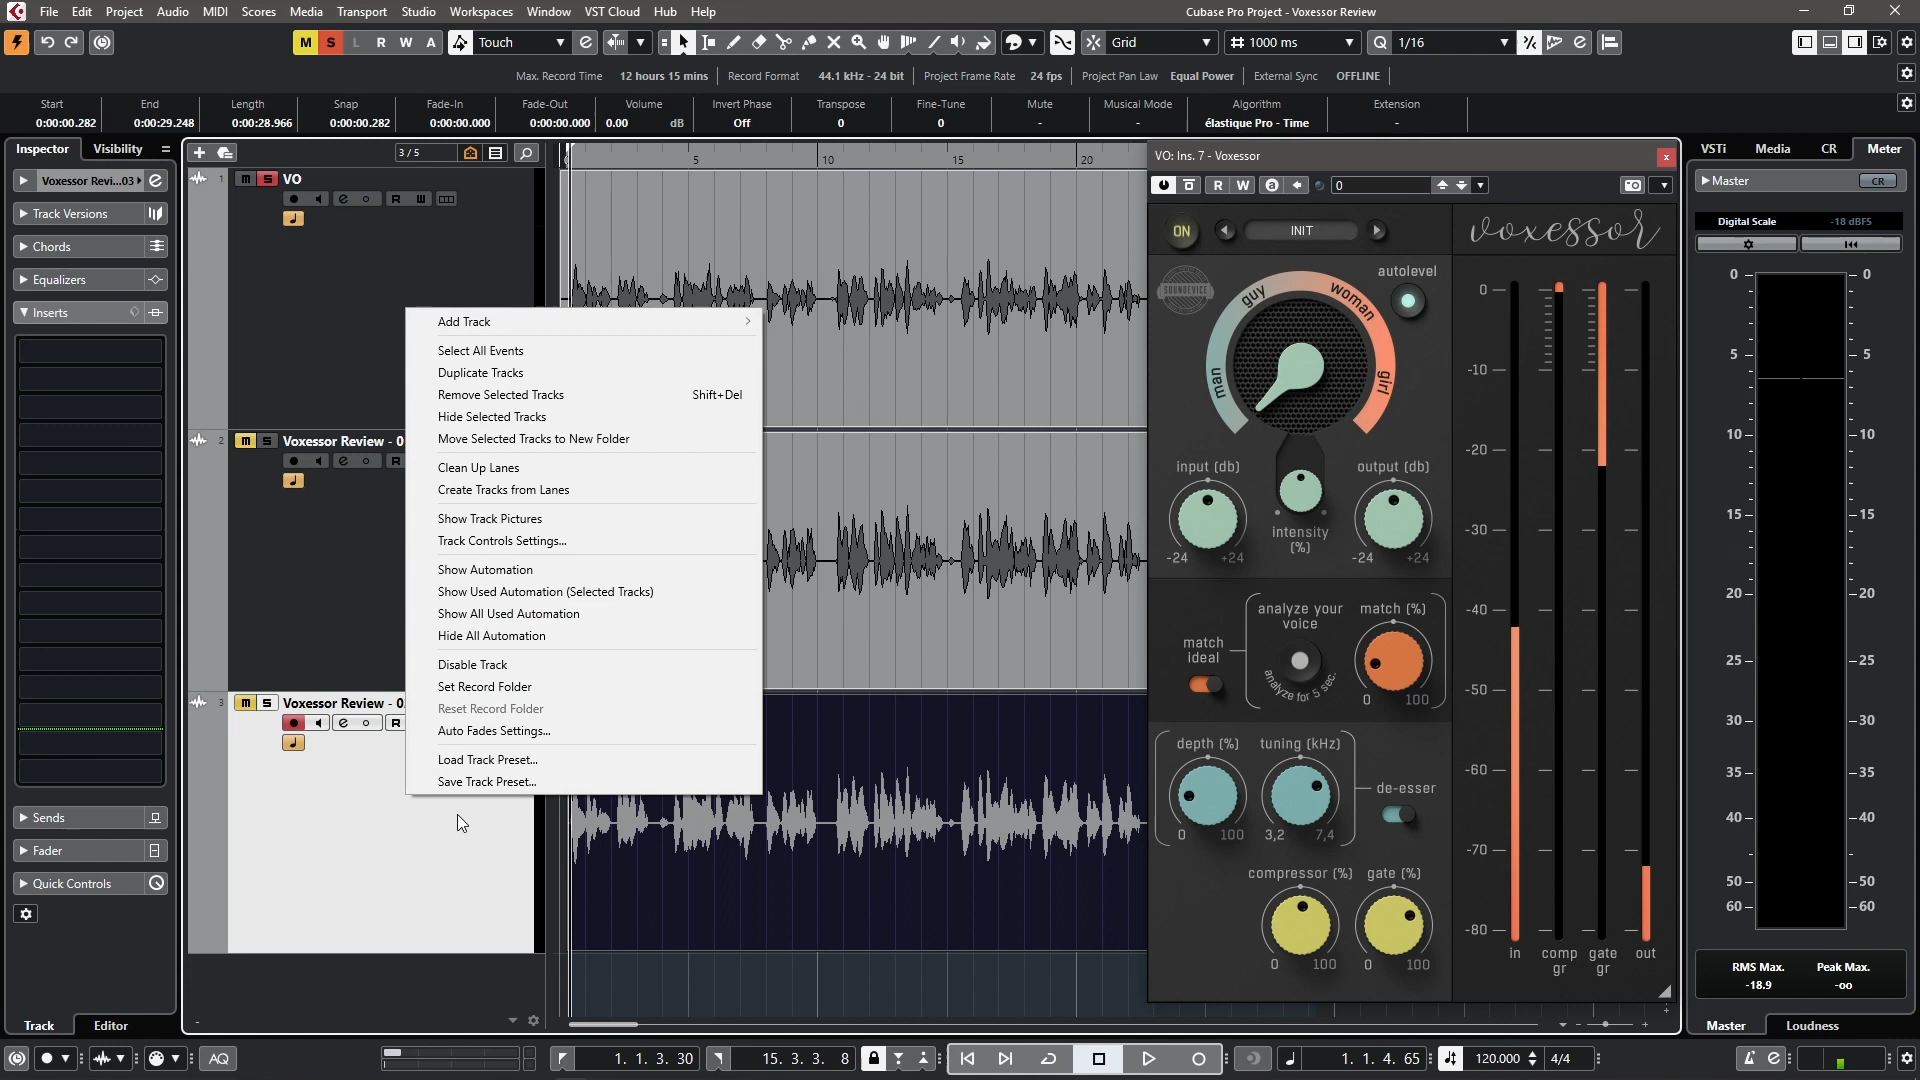 File Edit Project Audio MIDI Scores Media Transport Studio Workspaces Window VST Cloud Hub Help
Cubase Pro Project - Voxessor Review
M S L R W A Touch Grid 1000 ms 1/16
Max. Record Time 12 hours 15 mins Record Format 44.1 kHz - 24 bit Project Frame Rate 24 fps Project Pan Law Equal Power External Sync OFFLINE
Start End Length Snap Fade-In Fade-Out Volume Invert Phase Transpose Fine-Tune Mute Musical Mode Algorithm Extension
0:00:00.282 0:00:29.248 0:00:28.966 0:00:00.282 0:00:00.000 0:00:00.000 0.00 dB Off 0 0 - - élastique Pro - Time -
Inspector Visibility
Voxessor Revi...03
Track Versions
Chords
Equalizers
Inserts
Sends
Fader
Quick Controls
Track Editor
3 / 5
5 10 15 20
1 m S VO
R W
2 m S Voxessor Review - 0
R
3 m S Voxessor Review - 0
R
Add Track
Select All Events
Duplicate Tracks
Remove Selected Tracks Shift+Del
Hide Selected Tracks
Move Selected Tracks to New Folder
Clean Up Lanes
Create Tracks from Lanes
Show Track Pictures
Track Controls Settings...
Show Automation
Show Used Automation (Selected Tracks)
Show All Used Automation
Hide All Automation
Disable Track
Set Record Folder
Reset Record Folder
Auto Fades Settings...
Load Track Preset...
Save Track Preset...
VO: Ins. 7 - Voxessor
R W a 0
ON INIT voxessor
SOUNDEVICE
autolevel
man guy woman girl
input (db) output (db)
-24 +24 intensity (%) -24 +24
match ideal
analyze your voice
analyze for 5 sec.
match (%)
0 100
depth (%) tuning (kHz)
de-esser
0 100 3,2 7,4
compressor (%) gate (%)
0 100 0 100
0
-10
-20
-30
-40
-50
-60
-70
-80
in comp gr gate gr out
VSTi Media CR Meter
Master CR
Digital Scale -18 dBFS
0 0
5 5
10 10
15 15
20 20
25 25
30 30
35 35
40 40
50 50
60 60
RMS Max. Peak Max.
-18.9 -oo
Master Loudness
AQ
1. 1. 3. 30
15. 3. 3. 8
1. 1. 4. 65
120.000
4/4